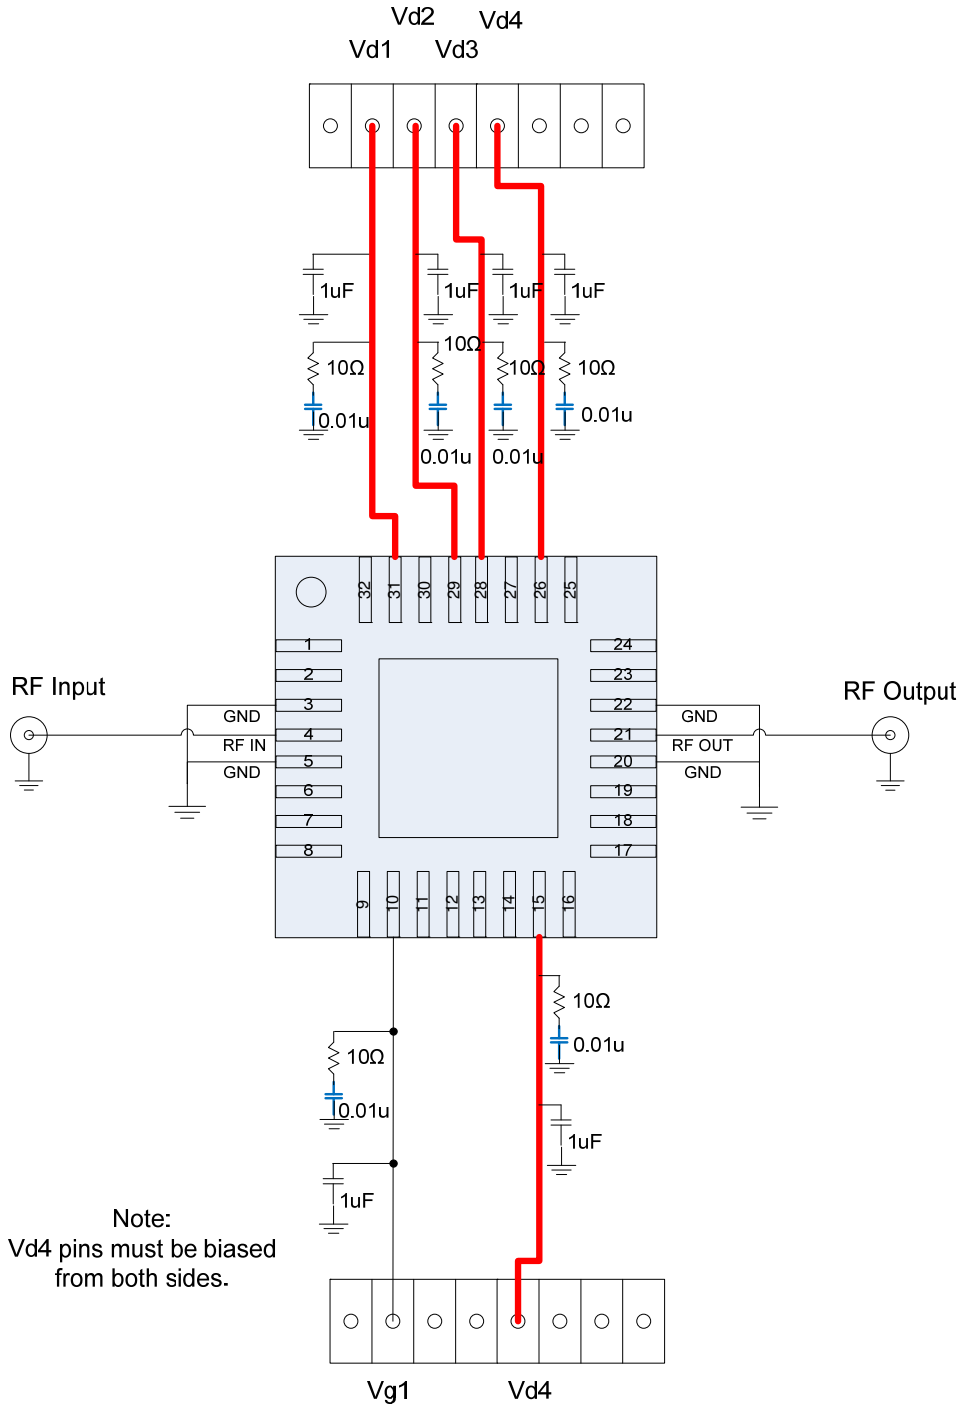 Vd2
Vd4
Vd1
Vd3
1uF
1uF
1uF
1uF
10Ω
10Ω
10Ω
10Ω
0.01u
0.01u
0.01u
0.01u
32
31
30
29
28
27
26
25
1
24
2
23
RF Input
3
22
RF Output
GND
GND
4
21
RF IN
RF OUT
5
20
GND
GND
6
19
7
18
8
17
9
10
11
12
13
14
15
16
10Ω
0.01u
10Ω
0.01u
1uF
1uF
Note:
Vd4 pins must be biased
from both sides.
Vg1
Vd4